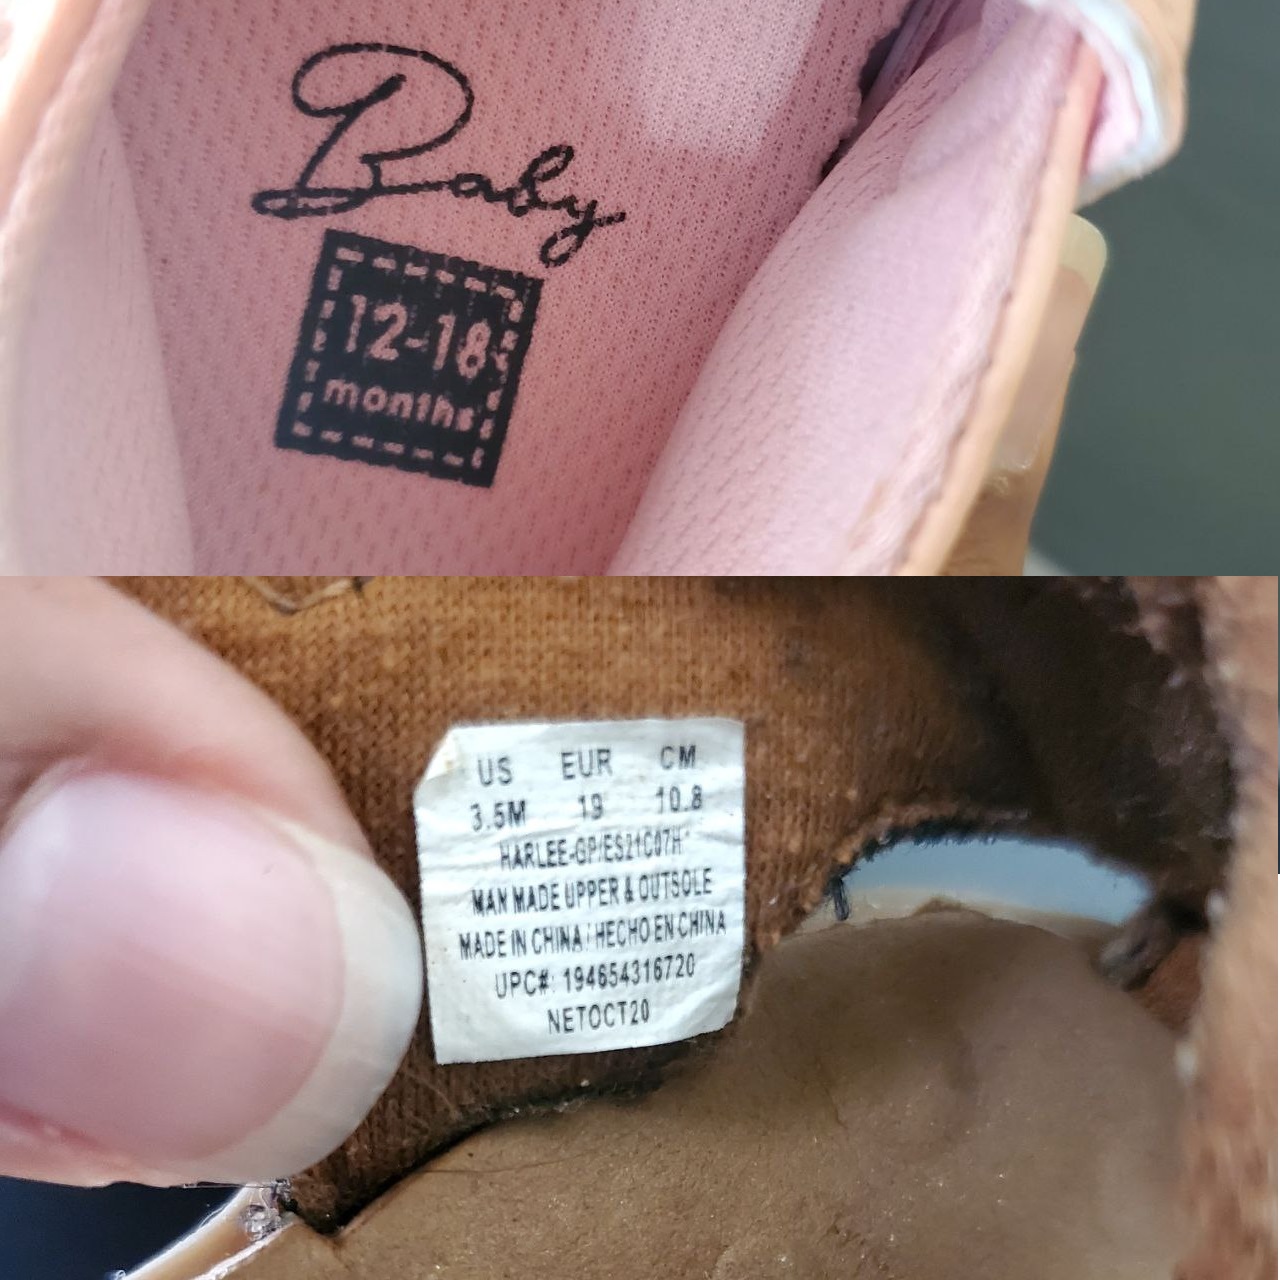 Baby
12-18
months
US EUR CM
3.5M 19 10.8
HARLEE-GP/ES21C07H*
MAN MADE UPPER & OUTSOLE
MADE IN CHINA / HECHO EN CHINA
UPC#: 194654316720
NETOCT20